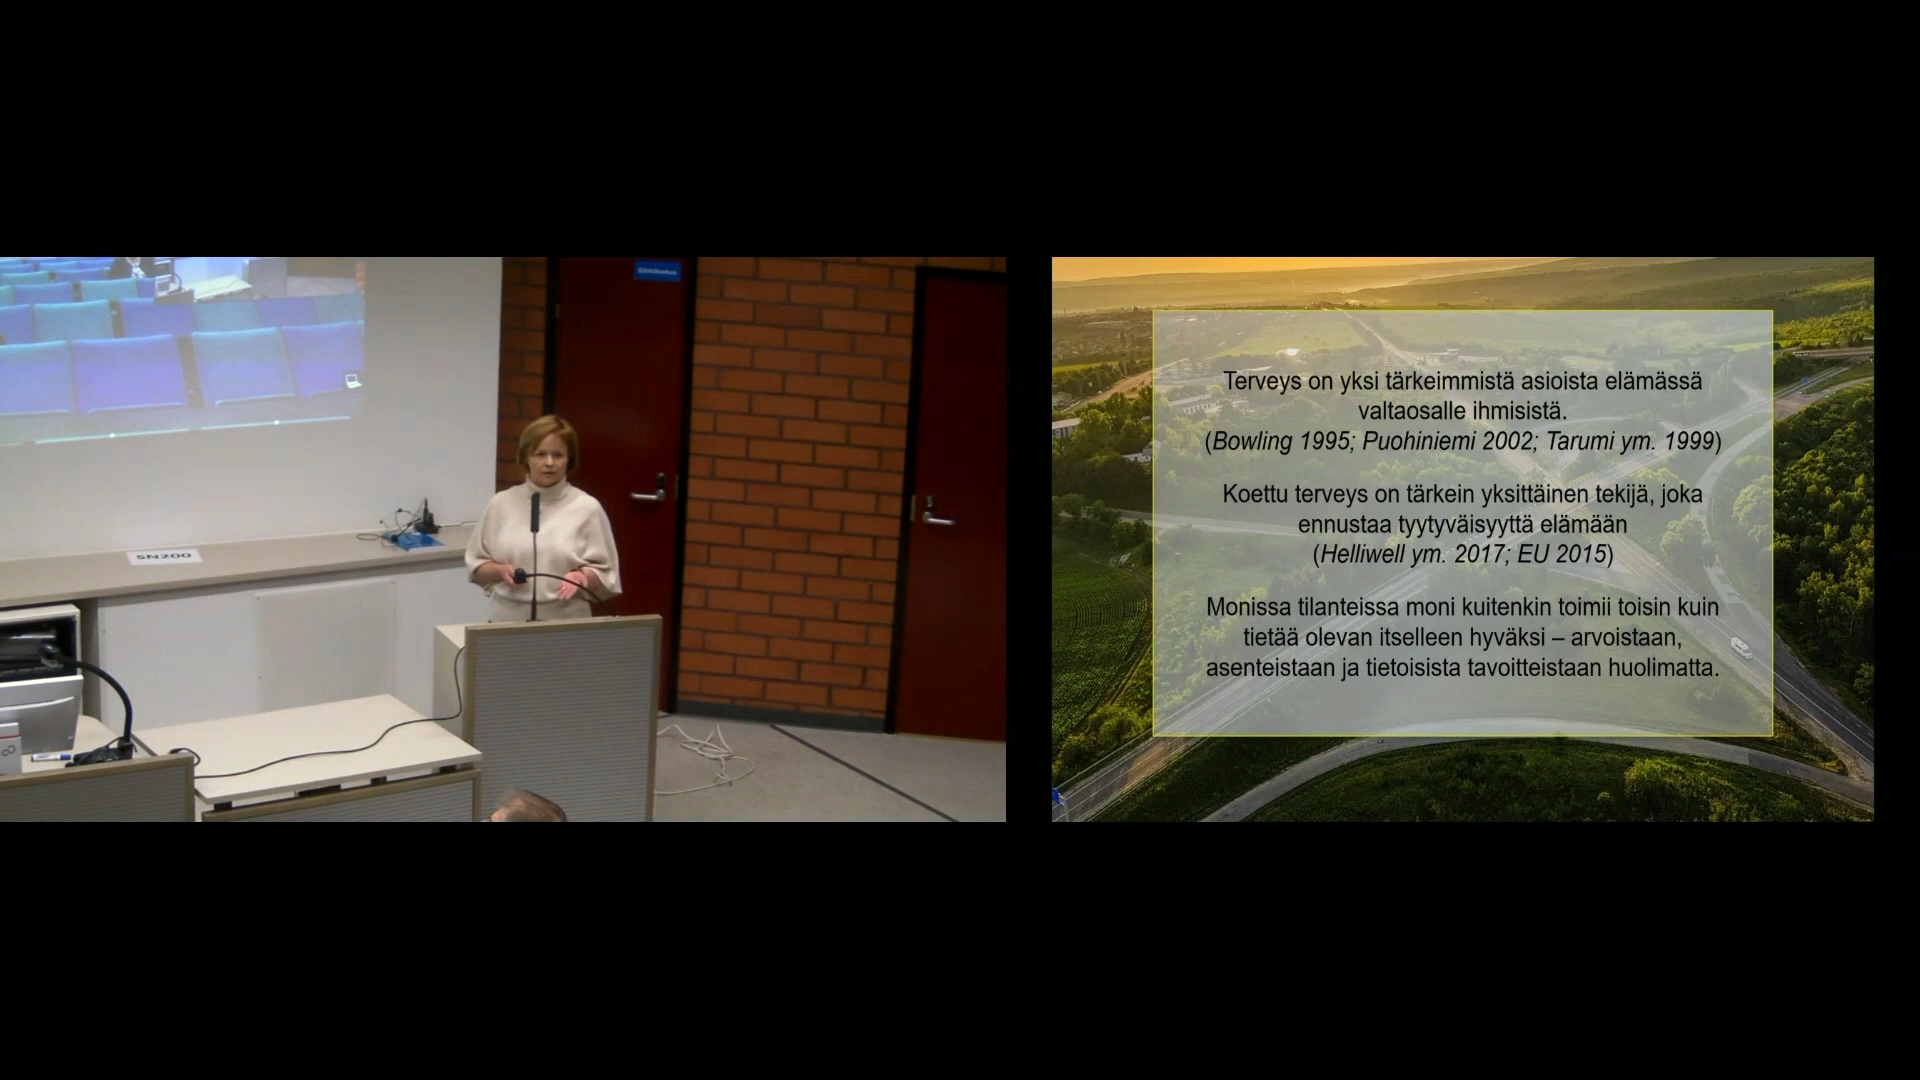 SN200
Terveys on yksi tärkeimmistä asioista elämässä
valtaosalle ihmisistä.
(Bowling 1995; Puohiniemi 2002; Tarumi ym. 1999)
Koettu terveys on tärkein yksittäinen tekijä, joka
ennustaa tyytyväisyyttä elämään
(Helliwell ym. 2017; EU 2015)
Monissa tilanteissa moni kuitenkin toimii toisin kuin
tietää olevan itselleen hyväksi – arvoistaan,
asenteistaan ja tietoisista tavoitteistaan huolimatta.